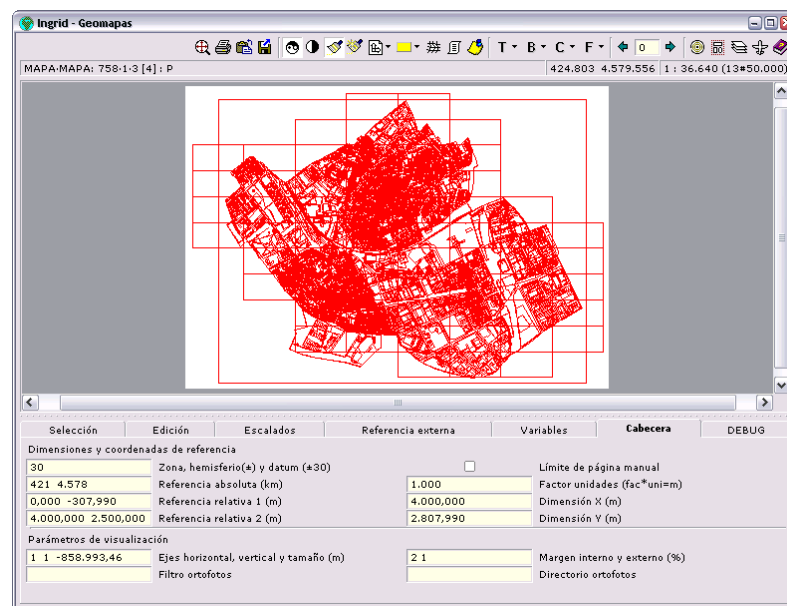 Ingrid - Geomapas
T B C F 0
MAPA·MAPA: 758·1·3 [4] : P 424.803 4.579.556 1 : 36.640 (13#50.000)
Selección Edición Escalados Referencia externa Variables Cabecera DEBUG
Dimensiones y coordenadas de referencia
30 Zona, hemisferio(±) y datum (±30) Límite de página manual
421 4.578 Referencia absoluta (km) 1.000 Factor unidades (fac*uni=m)
0,000 -307,990 Referencia relativa 1 (m) 4.000,000 Dimensión X (m)
4.000,000 2.500,000 Referencia relativa 2 (m) 2.807,990 Dimensión Y (m)
Parámetros de visualización
1 1 -858.993,46 Ejes horizontal, vertical y tamaño (m) 2 1 Margen interno y externo (%)
Filtro ortofotos Directorio ortofotos